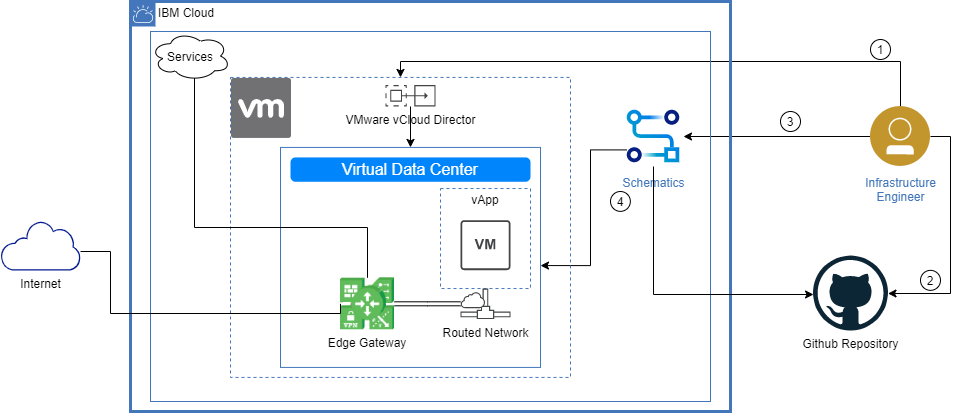 IBM Cloud
Services
1
vm
VMware vCloud Director
3
Virtual Data Center
Schematics
Infrastructure
Engineer
vApp
4
VM
Internet
2
VPN
Edge Gateway
Routed Network
Github Repository